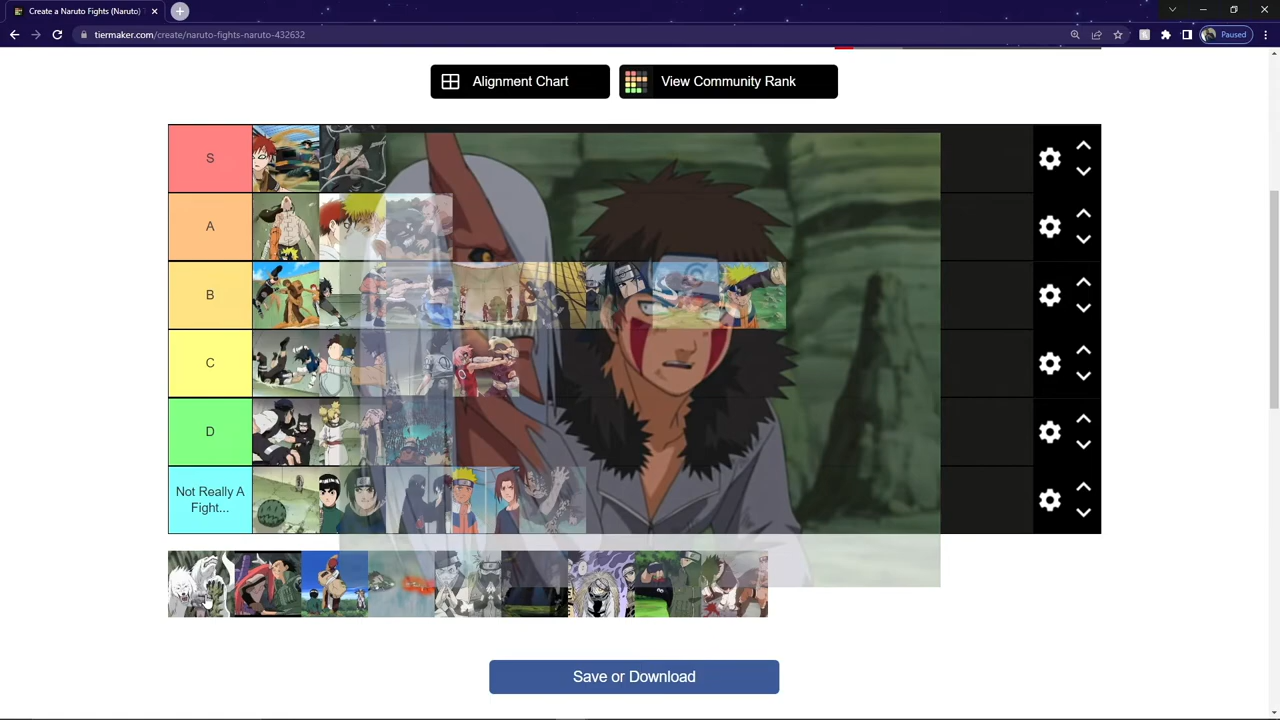 Create a Naruto Fights (Naruto) T
tiermaker.com/create/naruto-fights-naruto-432632
Paused
Alignment Chart
View Community Rank
S
A
B
C
D
Not Really A
Fight...
Save or Download